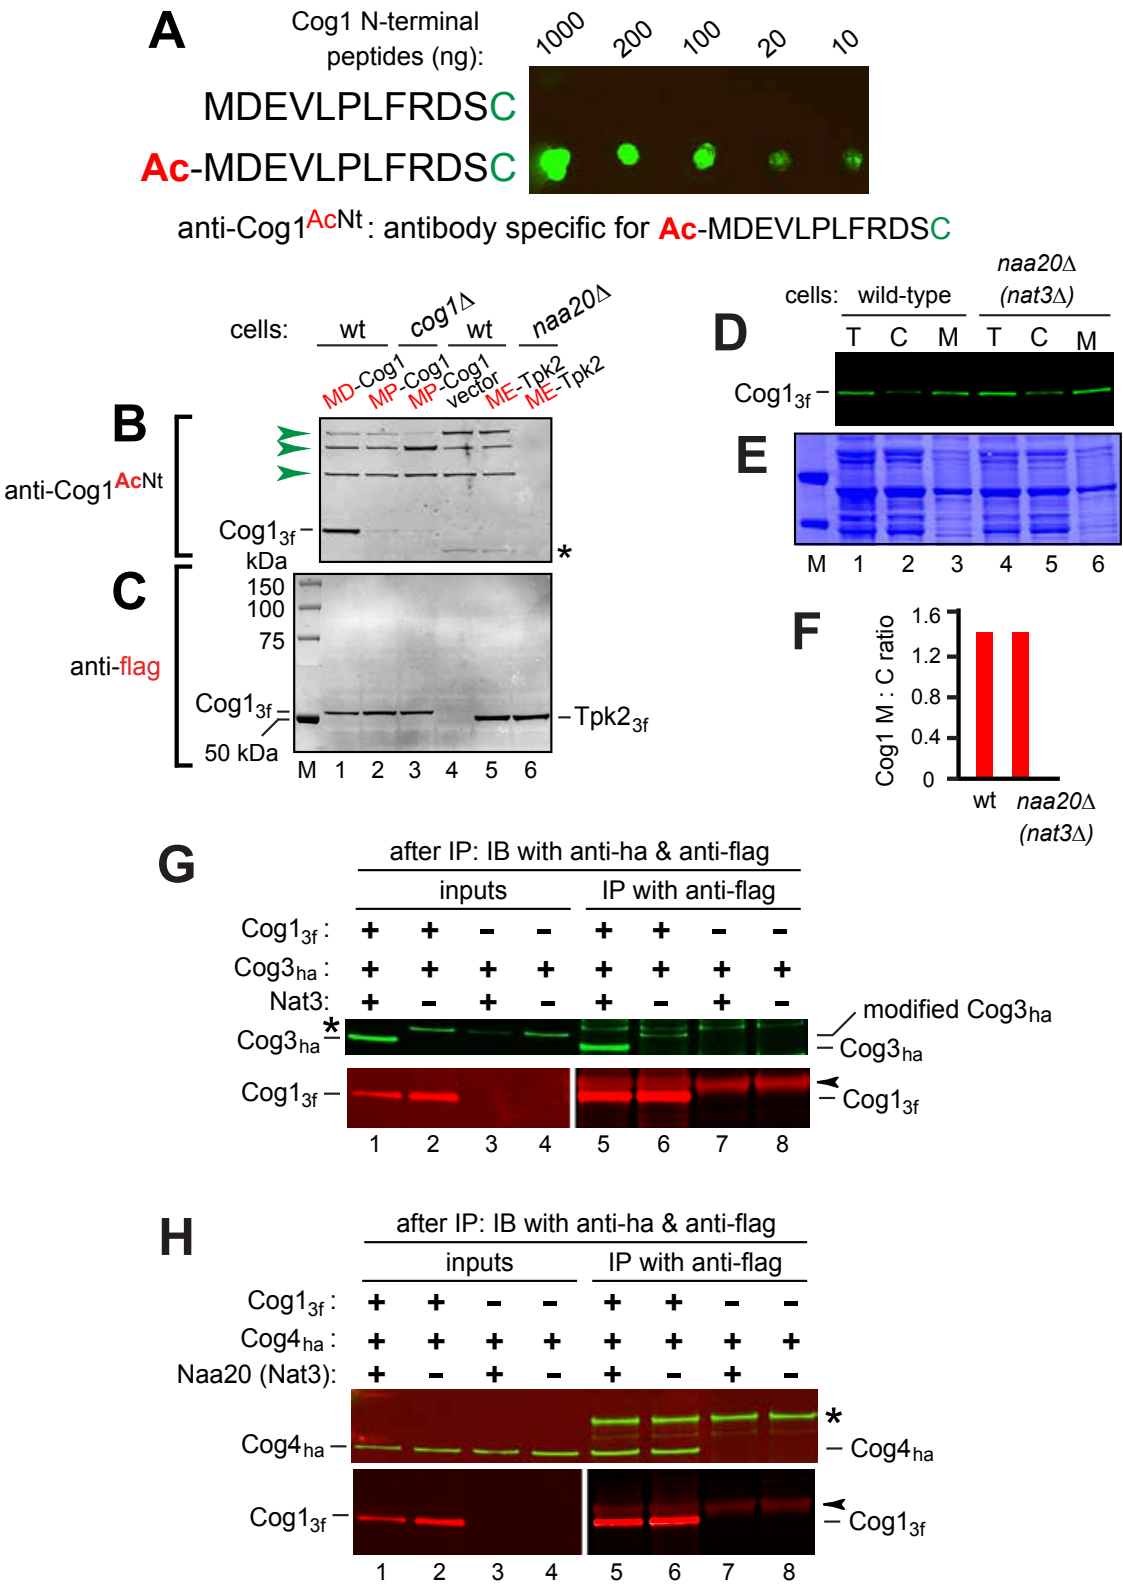 A
Cog1 N-terminal
peptides (ng):
1000 200 100 20 10
MDEVLPLFRDSC
Ac-MDEVLPLFRDSC
anti-Cog1AcNt: antibody specific for Ac-MDEVLPLFRDSC
cells: wt cog1Δ wt naa20Δ
MD-Cog1 MP-Cog1 MP-Cog1 vector ME-Tpk2 ME-Tpk2
B
anti-Cog1AcNt
Cog13f
kDa
*
C
150
100
75
anti-flag
Cog13f
50 kDa
Tpk23f
M 1 2 3 4 5 6
naa20Δ
cells: wild-type (nat3Δ)
D
T C M T C M
Cog13f
E
M 1 2 3 4 5 6
F
Cog1 M : C ratio
1.6
1.2
0.8
0.4
0
wt naa20Δ
(nat3Δ)
G
after IP: IB with anti-ha & anti-flag
inputs IP with anti-flag
Cog13f: + + - - + + - -
Cog3ha: + + + + + + + +
Nat3: + - + - + - + -
*
modified Cog3ha
Cog3ha Cog3ha
Cog13f Cog13f
1 2 3 4 5 6 7 8
H
after IP: IB with anti-ha & anti-flag
inputs IP with anti-flag
Cog13f: + + - - + + - -
Cog4ha: + + + + + + + +
Naa20 (Nat3): + - + - + - + -
*
Cog4ha Cog4ha
Cog13f Cog13f
1 2 3 4 5 6 7 8